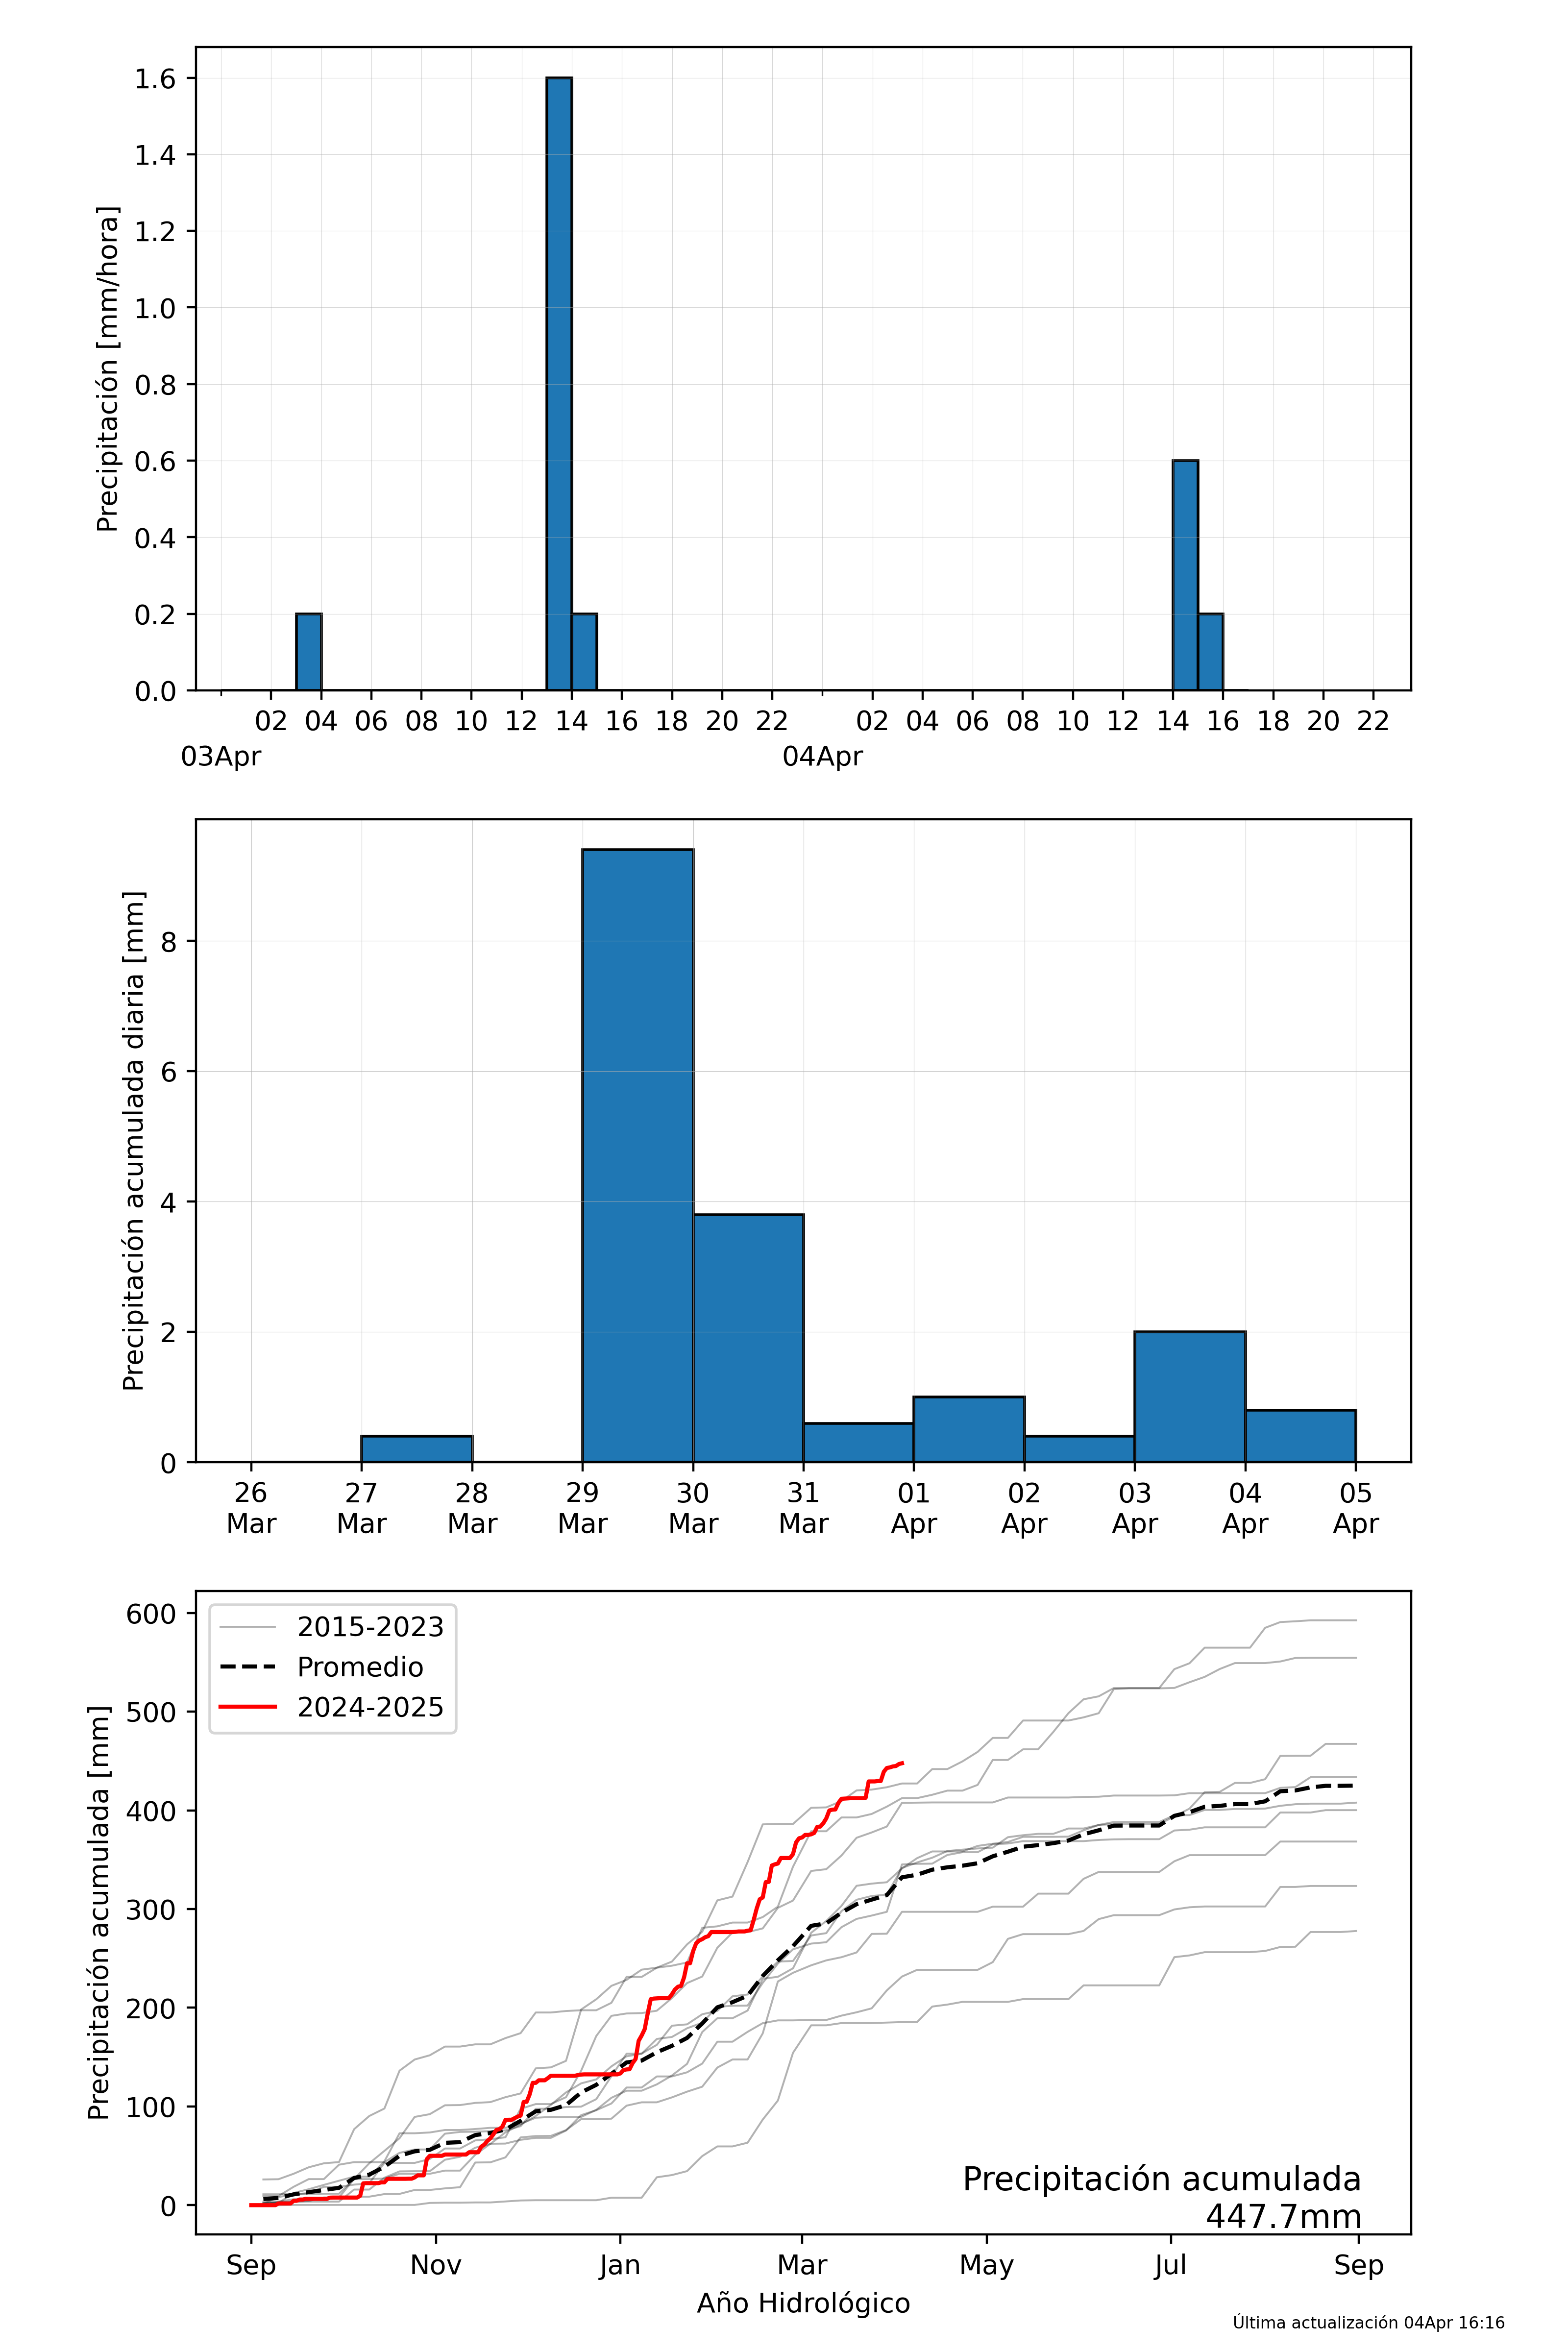 1.6
1.4
1.2
1.0
0.8
0.6
0.4
0.2
0.0
Precipitación [mm/hora]
02 04 06 08 10 12 14 16 18 20 22 02 04 06 08 10 12 14 16 18 20 22
03Apr 04Apr
8
6
4
2
0
Precipitación acumulada diaria [mm]
26 27 28 29 30 31 01 02 03 04 05
Mar Mar Mar Mar Mar Mar Apr Apr Apr Apr Apr
600
500
400
300
200
100
0
Precipitación acumulada [mm]
2015-2023
Promedio
2024-2025
Precipitación acumulada
447.7mm
Sep Nov Jan Mar May Jul Sep
Año Hidrológico
Última actualización 04Apr 16:16